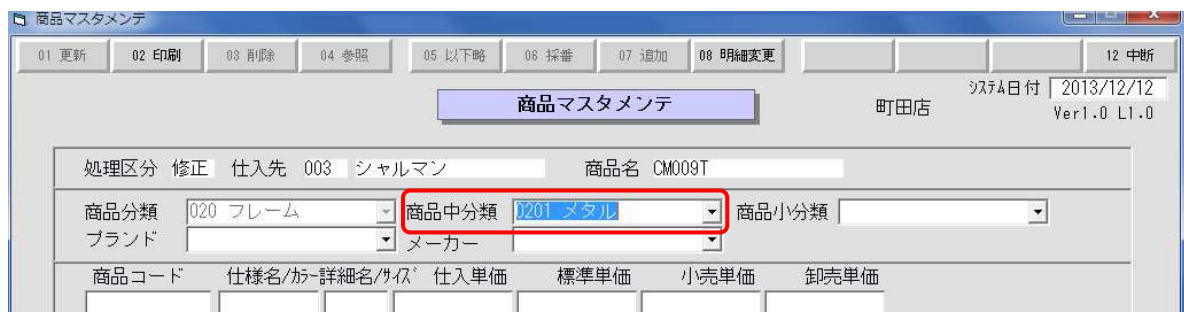 商品マスタメンテ
01 更新 02 印刷 03 削除 04 参照 05 以下略 06 採番 07 追加 08 明細変更 12 中断
商品マスタメンテ 町田店 システム日付 2013/12/12
Ver1.0 L1.0
処理区分 修正 仕入先 003 シャルマン 商品名 CM009T
商品分類 020 フレーム 商品中分類 0201 メタル 商品小分類
ブランド メーカー
商品コード 仕様名/カラー詳細名/サイズ 仕入単価 標準単価 小売単価 卸売単価